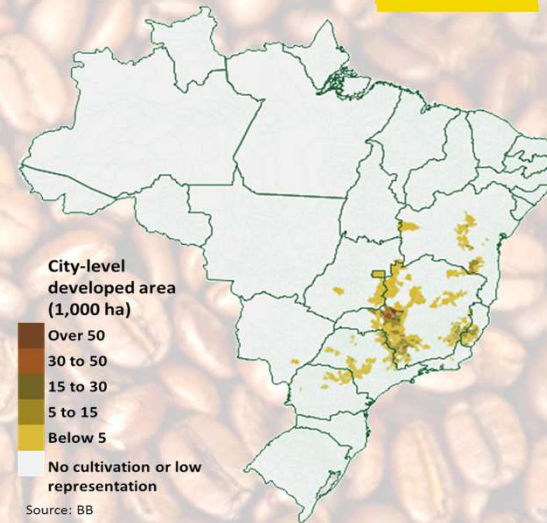 City-level
developed area
(1,000 ha)
Over 50
30 to 50
15 to 30
5 to 15
Below 5
No cultivation or low
representation
Source: BB